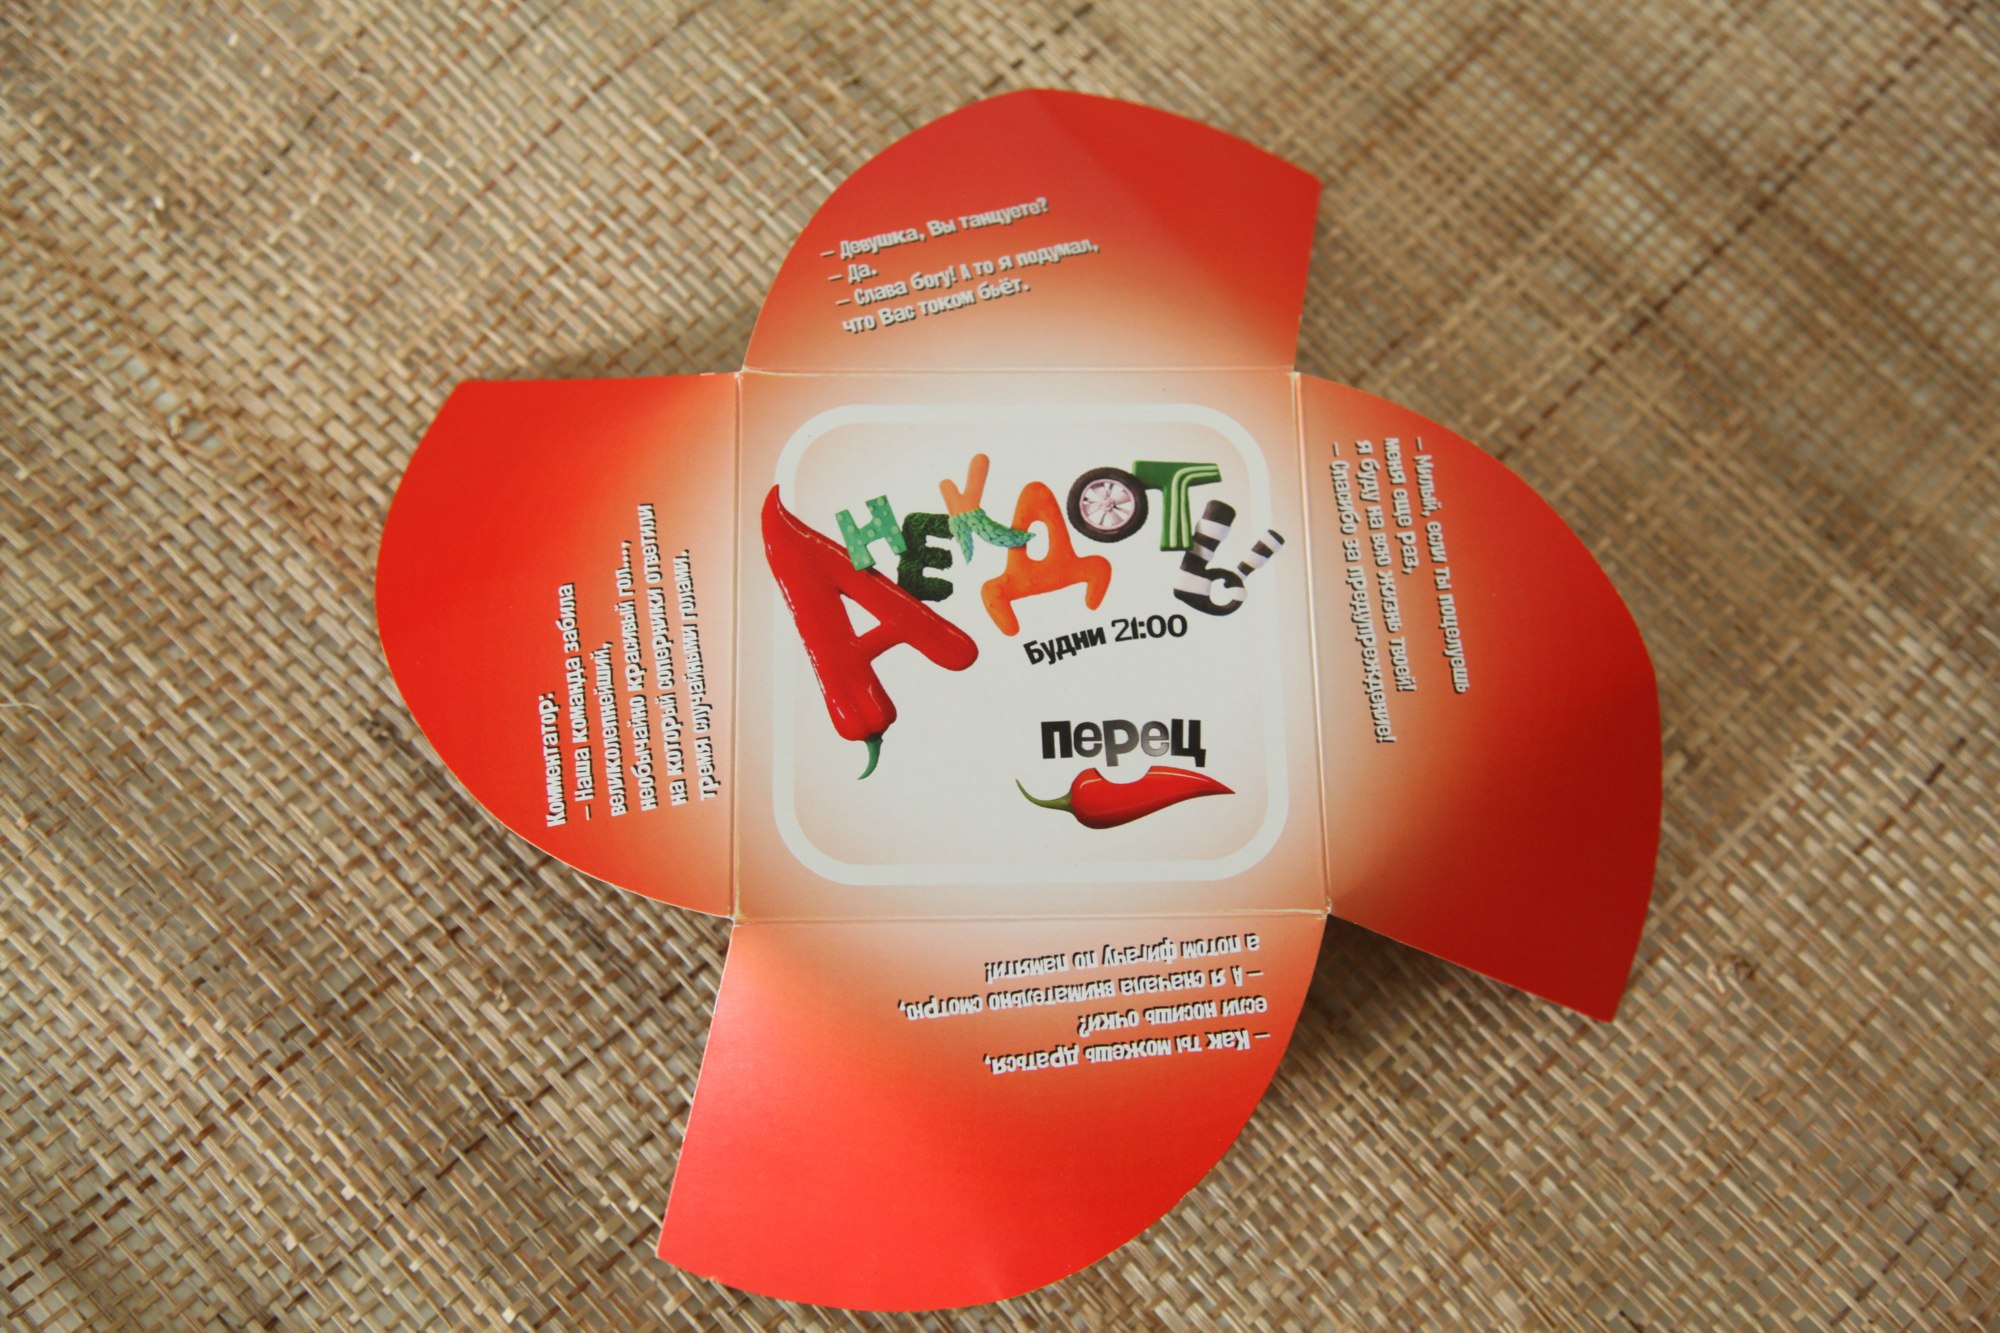 – Девушка, Вы танцуете?
– Да.
– Слава богу! А то я подумал,
что Вас током бьёт.
Комментатор:
– Наша команда забила
великолепнейший,
необычайно красивый гол...,
на который соперники ответили
тремя случайными голами.
Анекдоты!
Будни 21:00
перец
– Милый, если ты поцелуешь
меня еще раз,
я буду на всю жизнь твоей!
– Спасибо за предупреждение!
– Как ты можешь драться,
если носишь очки?
– А я сначала внимательно смотрю,
а потом фигачу по памяти!